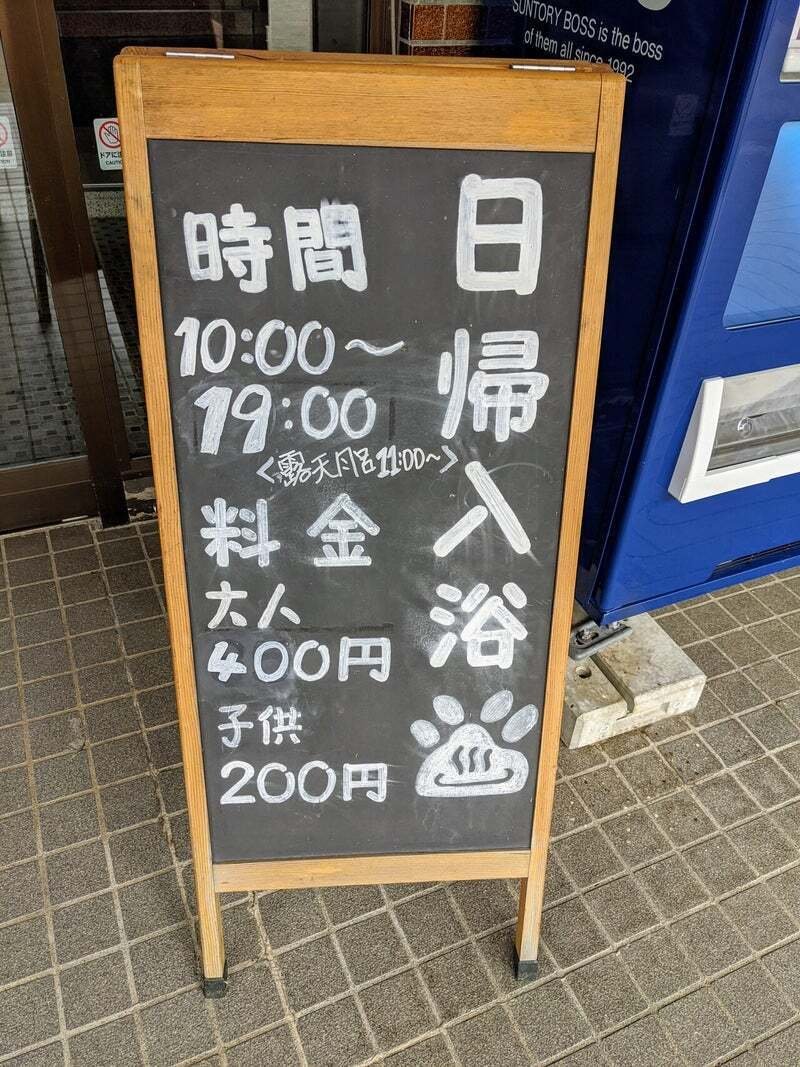 SUNTORY BOSS is the boss
of them all since 1992
日帰入浴
時間
10:00～
19:00
<露天風呂11:00～>
料金
大人
400円
子供
200円
CAUTION